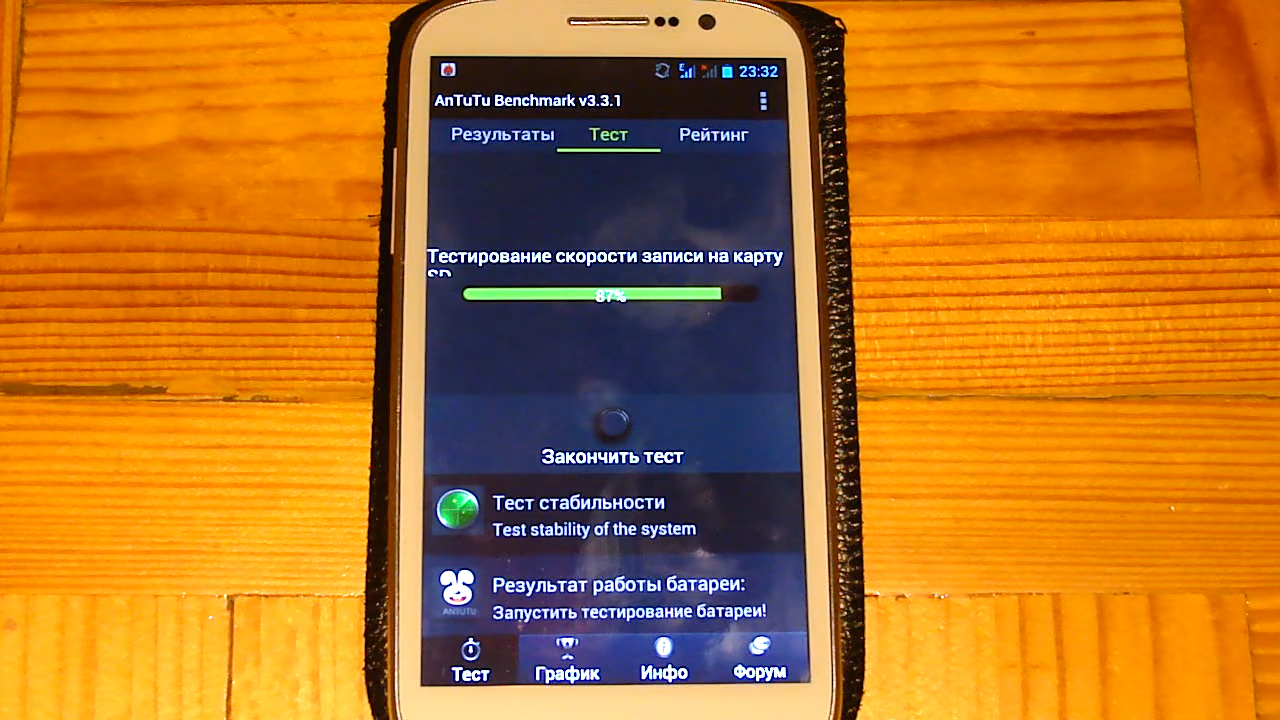 23:32
AnTuTu Benchmark v3.3.1
Результаты Тест Рейтинг
Тестирование скорости записи на карту
SD
87%
Закончить тест
Тест стабильности
Test stability of the system
Результат работы батареи:
ANTUTU
Запустить тестирование батареи!
Тест График Инфо Форум